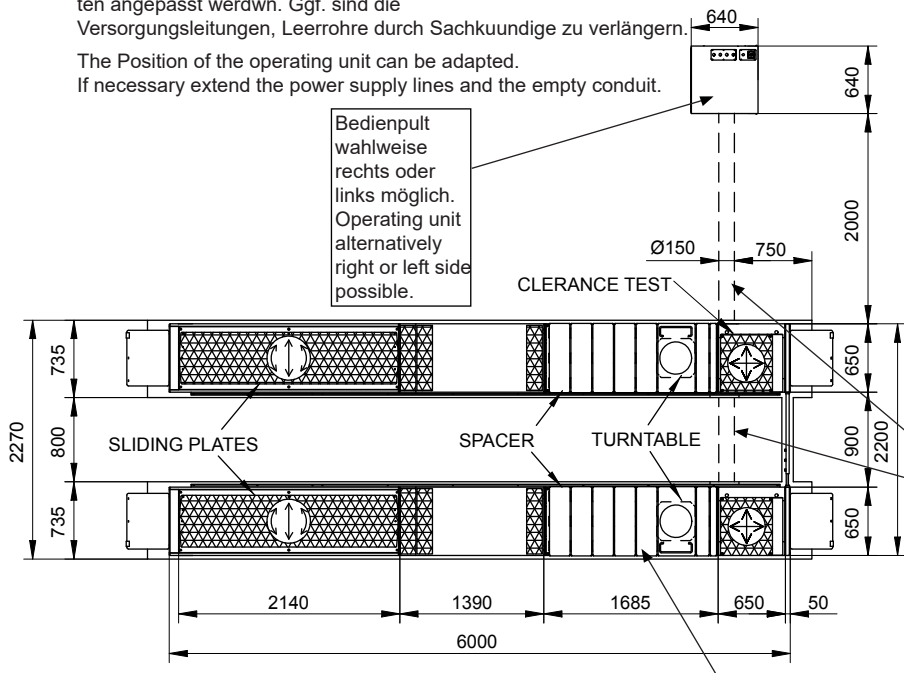 ten angepasst werdwn. Ggf. sind die
Versorgungsleitungen, Leerrohre durch Sachkuundige zu verlängern.
The Position of the operating unit can be adapted.
If necessary extend the power supply lines and the empty conduit.
640
640
Bedienpult
wahlweise
rechts oder
links möglich.
Operating unit
alternatively
right or left side
possible.
2000
Ø150
750
CLERANCE TEST
735
650
2270
800
SLIDING PLATES
SPACER
TURNTABLE
900
2200
735
650
2140
1390
1685
650
50
6000